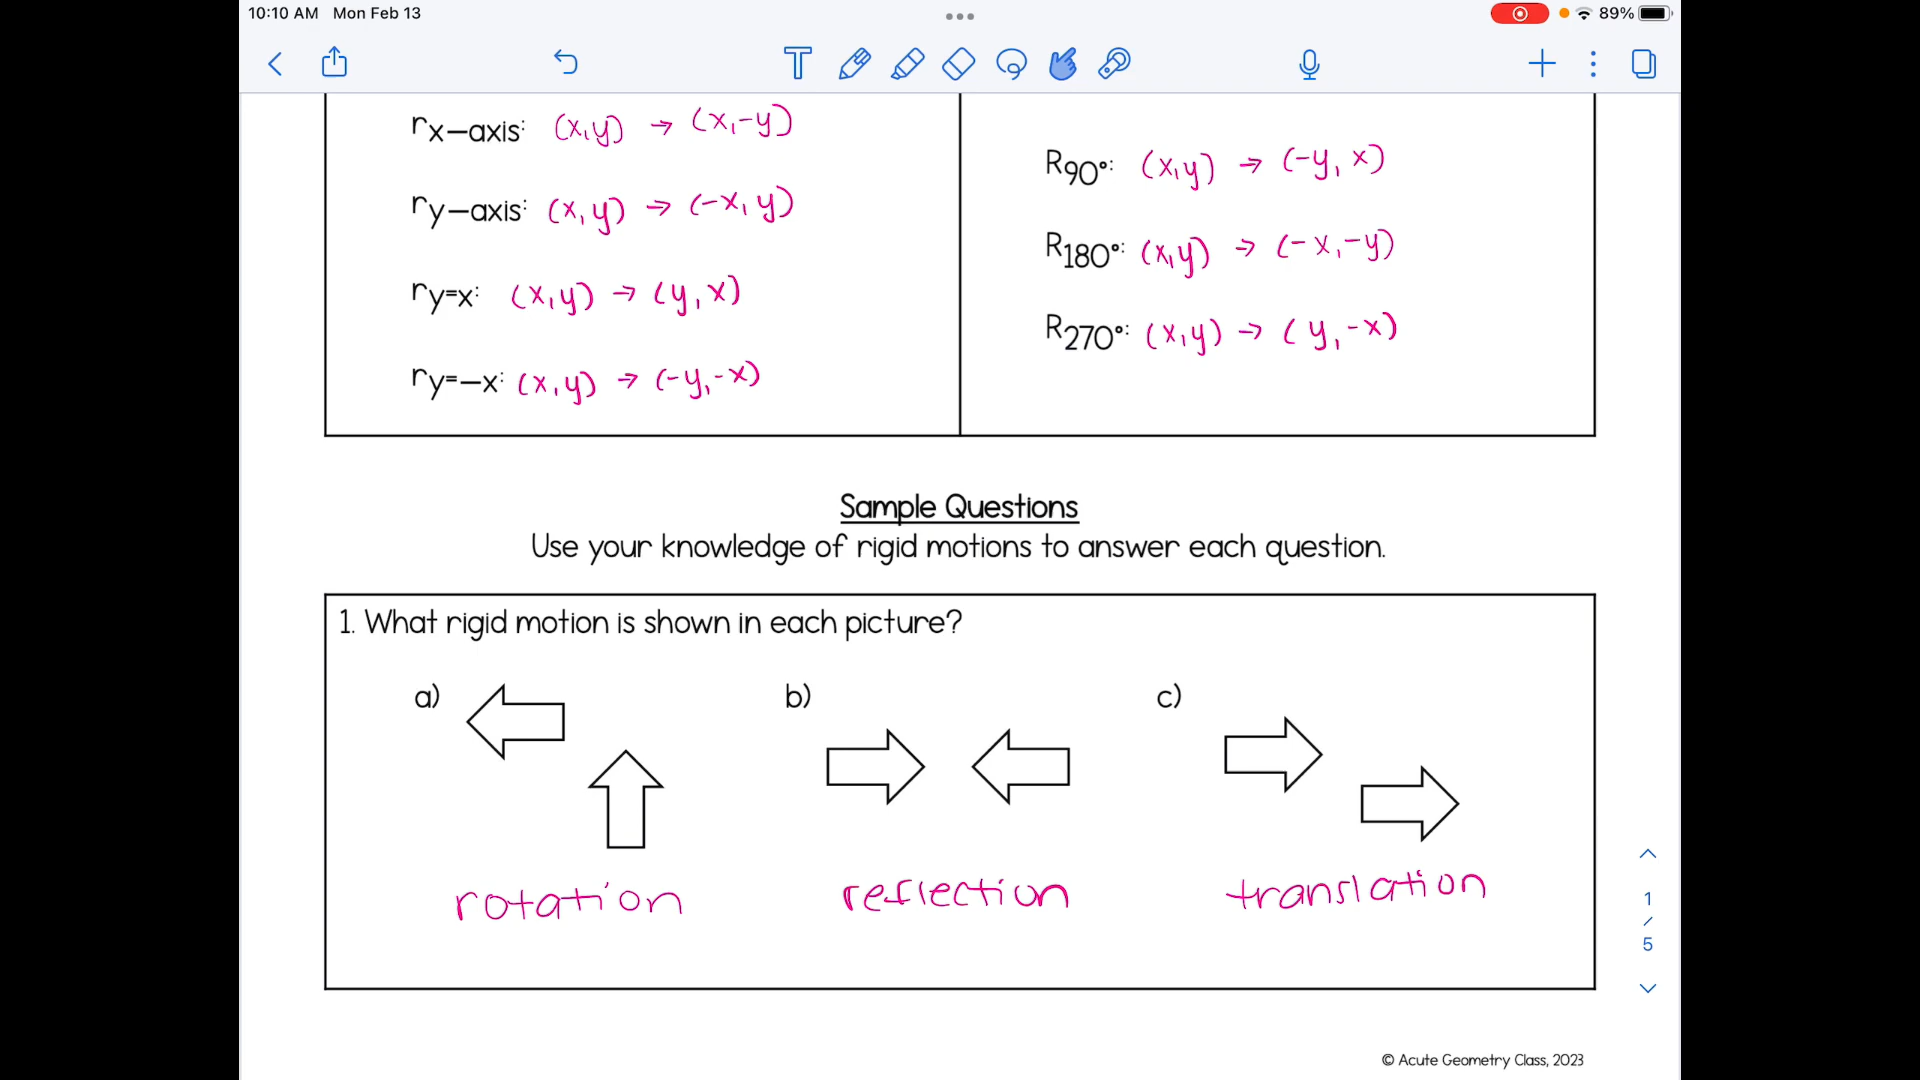 10:10 AM Mon Feb 13
89%
rx-axis: (x,y) → (x,-y)
ry-axis: (x,y) → (-x,y)
ry=x: (x,y) → (y,x)
ry=-x: (x,y) → (-y,-x)
R90°: (x,y) → (-y,x)
R180°: (x,y) → (-x,-y)
R270°: (x,y) → (y,-x)
Sample Questions
Use your knowledge of rigid motions to answer each question.
1. What rigid motion is shown in each picture?
a) b) c)
rotation reflection translation
1
/
5
© Acute Geometry Class, 2023